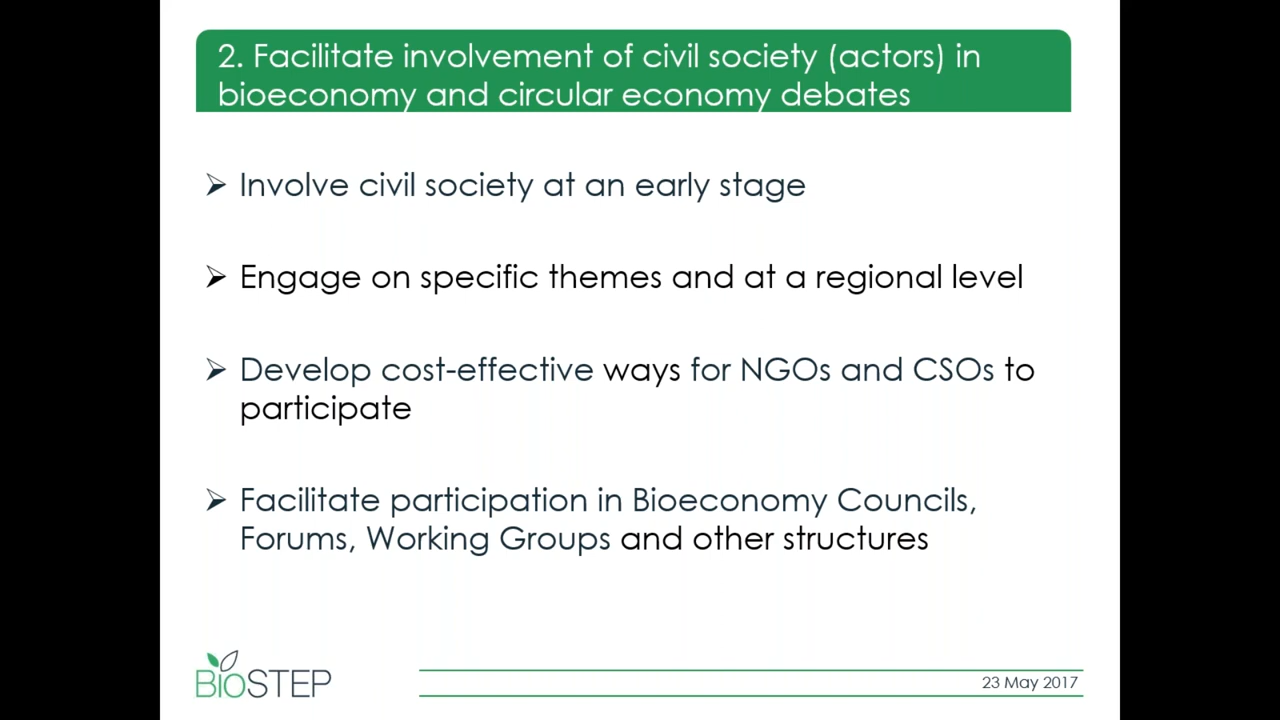 2. Facilitate involvement of civil society (actors) in
bioeconomy and circular economy debates
➢ Involve civil society at an early stage
➢ Engage on specific themes and at a regional level
➢ Develop cost-effective ways for NGOs and CSOs to
participate
➢ Facilitate participation in Bioeconomy Councils,
Forums, Working Groups and other structures
BioSTEP
23 May 2017